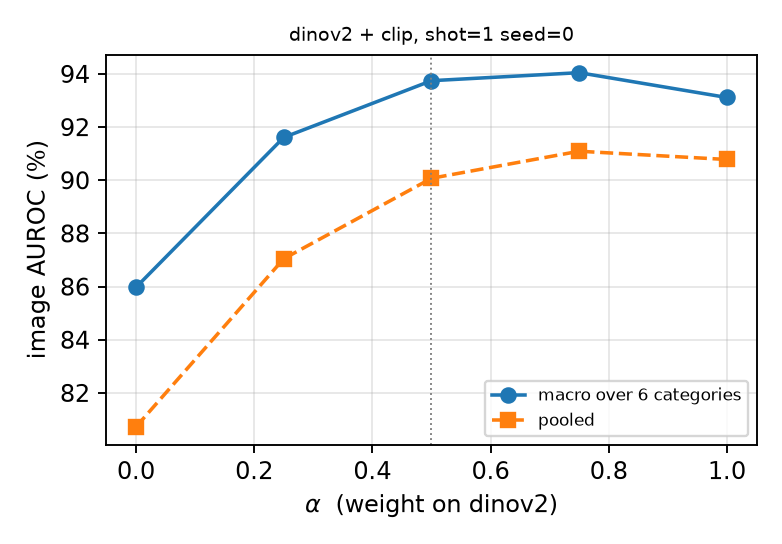 dinov2 + clip, shot=1 seed=0
image AUROC (%)
94
92
90
88
86
84
82
macro over 6 categories
pooled
0.0 0.2 0.4 0.6 0.8 1.0
α (weight on dinov2)